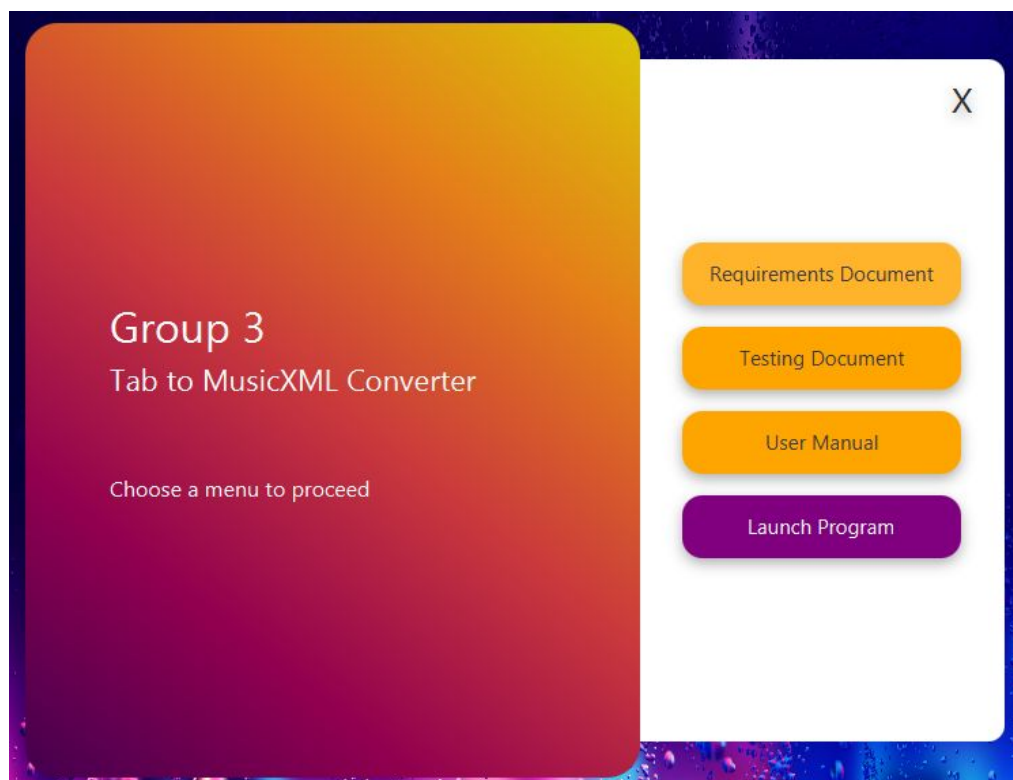 Group 3
Tab to MusicXML Converter
Choose a menu to proceed
X
Requirements Document
Testing Document
User Manual
Launch Program